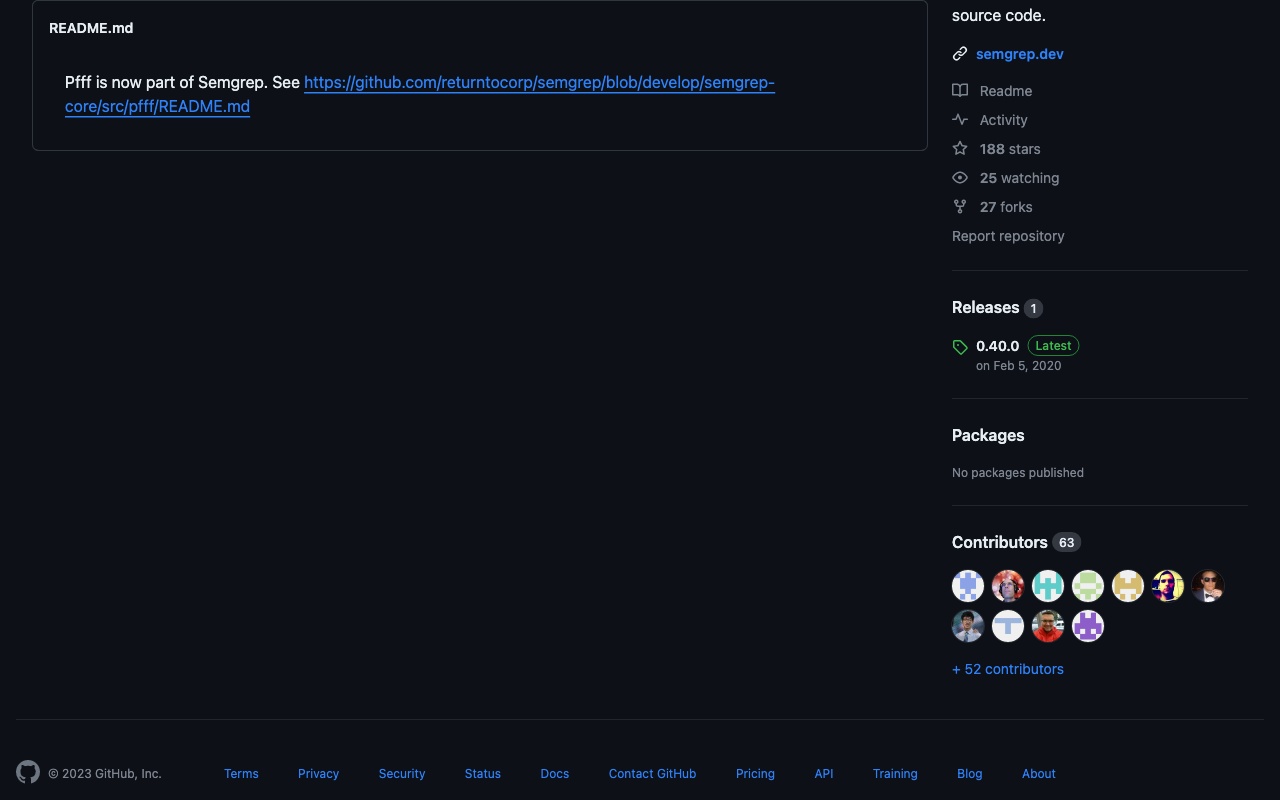 README.md
Pfff is now part of Semgrep. See https://github.com/returntocorp/semgrep/blob/develop/semgrep-
core/src/pfff/README.md
source code.
semgrep.dev
Readme
Activity
188 stars
25 watching
27 forks
Report repository
Releases 1
0.40.0 Latest
on Feb 5, 2020
Packages
No packages published
Contributors 63
+ 52 contributors
© 2023 GitHub, Inc. Terms Privacy Security Status Docs Contact GitHub Pricing API Training Blog About